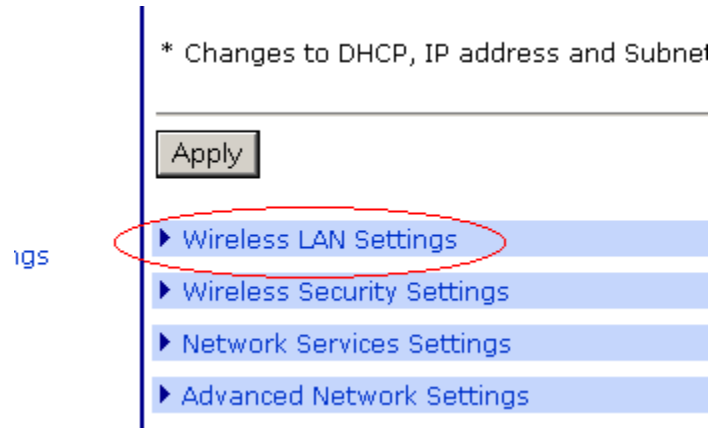 * Changes to DHCP, IP address and Subnet
Apply
Wireless LAN Settings
ngs
Wireless Security Settings
Network Services Settings
Advanced Network Settings